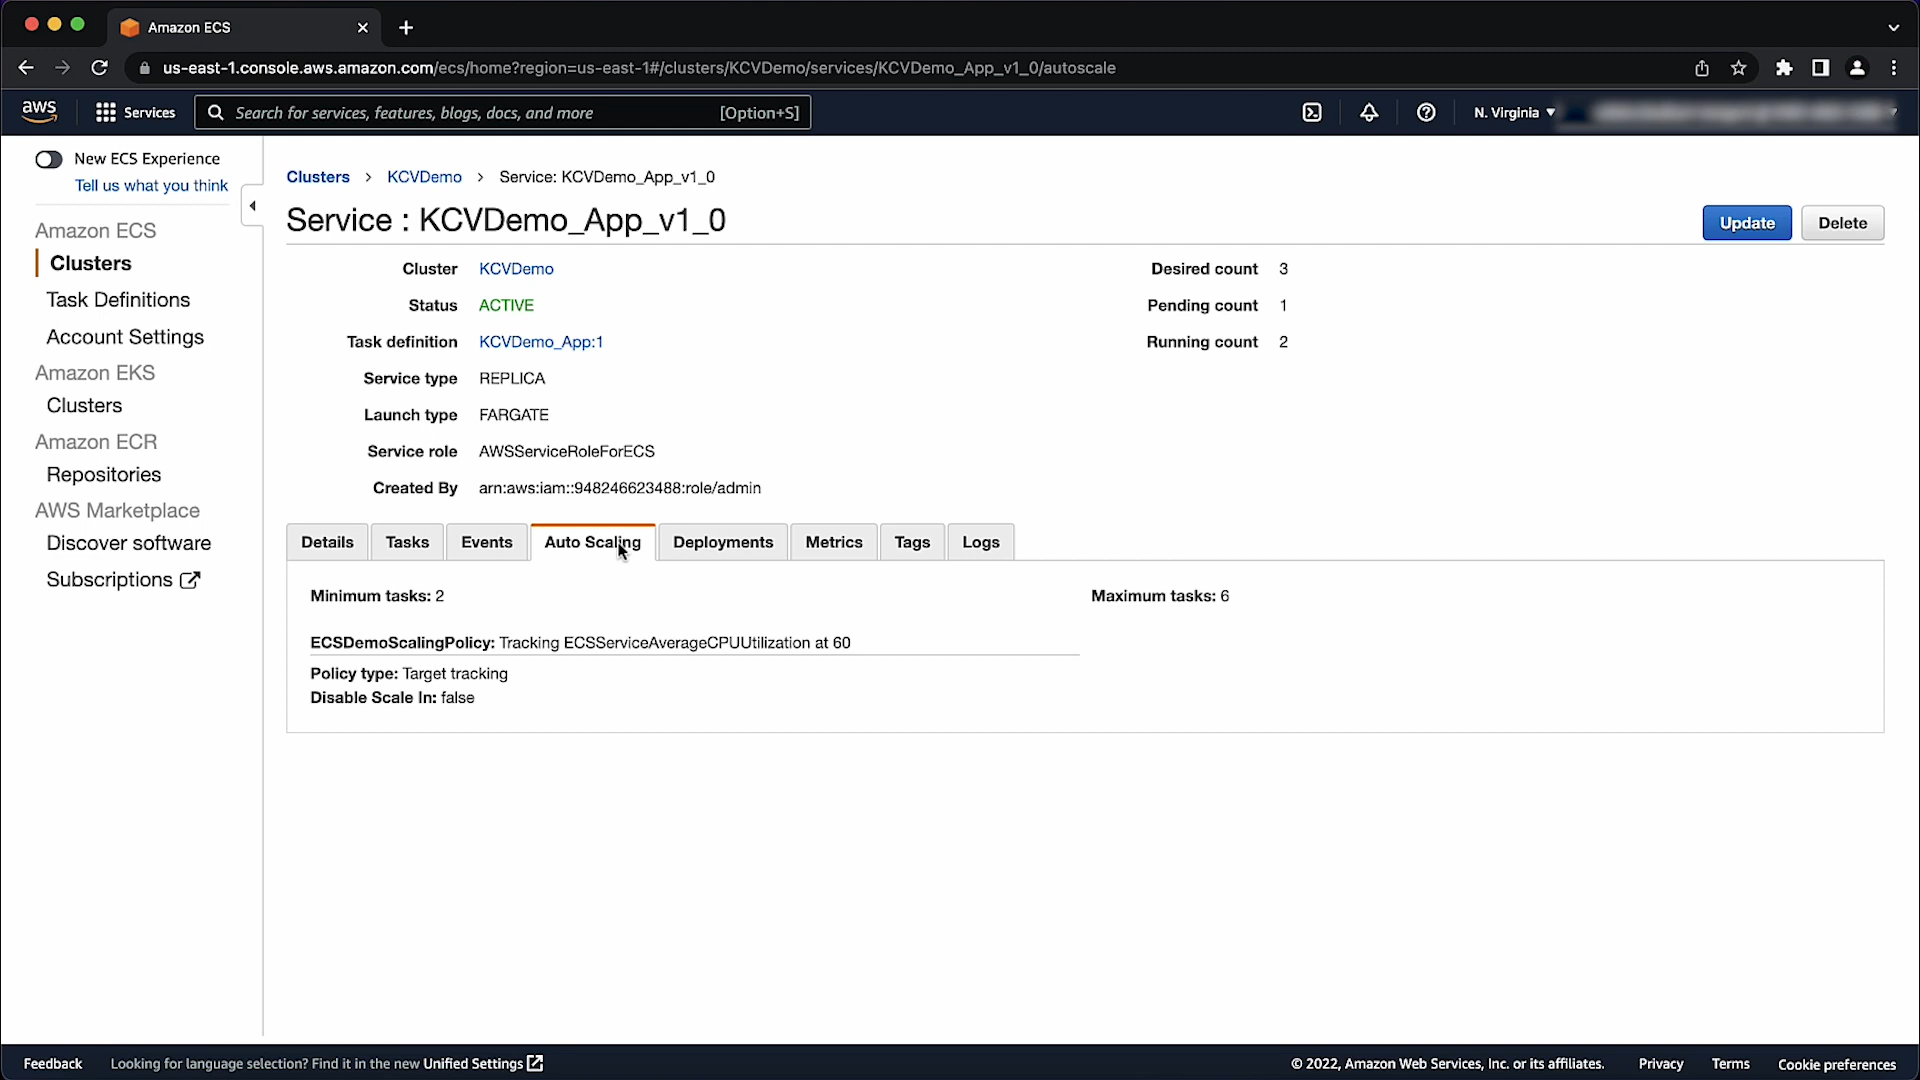 Amazon ECS
us-east-1.console.aws.amazon.com/ecs/home?region=us-east-1#/clusters/KCVDemo/services/KCVDemo_App_v1_0/autoscale
aws Services Search for services, features, blogs, docs, and more [Option+S] N. Virginia
New ECS Experience
Tell us what you think
Amazon ECS
Clusters
Task Definitions
Account Settings
Amazon EKS
Clusters
Amazon ECR
Repositories
AWS Marketplace
Discover software
Subscriptions
Clusters > KCVDemo > Service: KCVDemo_App_v1_0
Service : KCVDemo_App_v1_0
Update Delete
Cluster KCVDemo
Status ACTIVE
Task definition KCVDemo_App:1
Service type REPLICA
Launch type FARGATE
Service role AWSServiceRoleForECS
Created By arn:aws:iam::948246623488:role/admin
Desired count 3
Pending count 1
Running count 2
Details Tasks Events Auto Scaling Deployments Metrics Tags Logs
Minimum tasks: 2
Maximum tasks: 6
ECSDemoScalingPolicy: Tracking ECSServiceAverageCPUUtilization at 60
Policy type: Target tracking
Disable Scale In: false
Feedback Looking for language selection? Find it in the new Unified Settings © 2022, Amazon Web Services, Inc. or its affiliates. Privacy Terms Cookie preferences